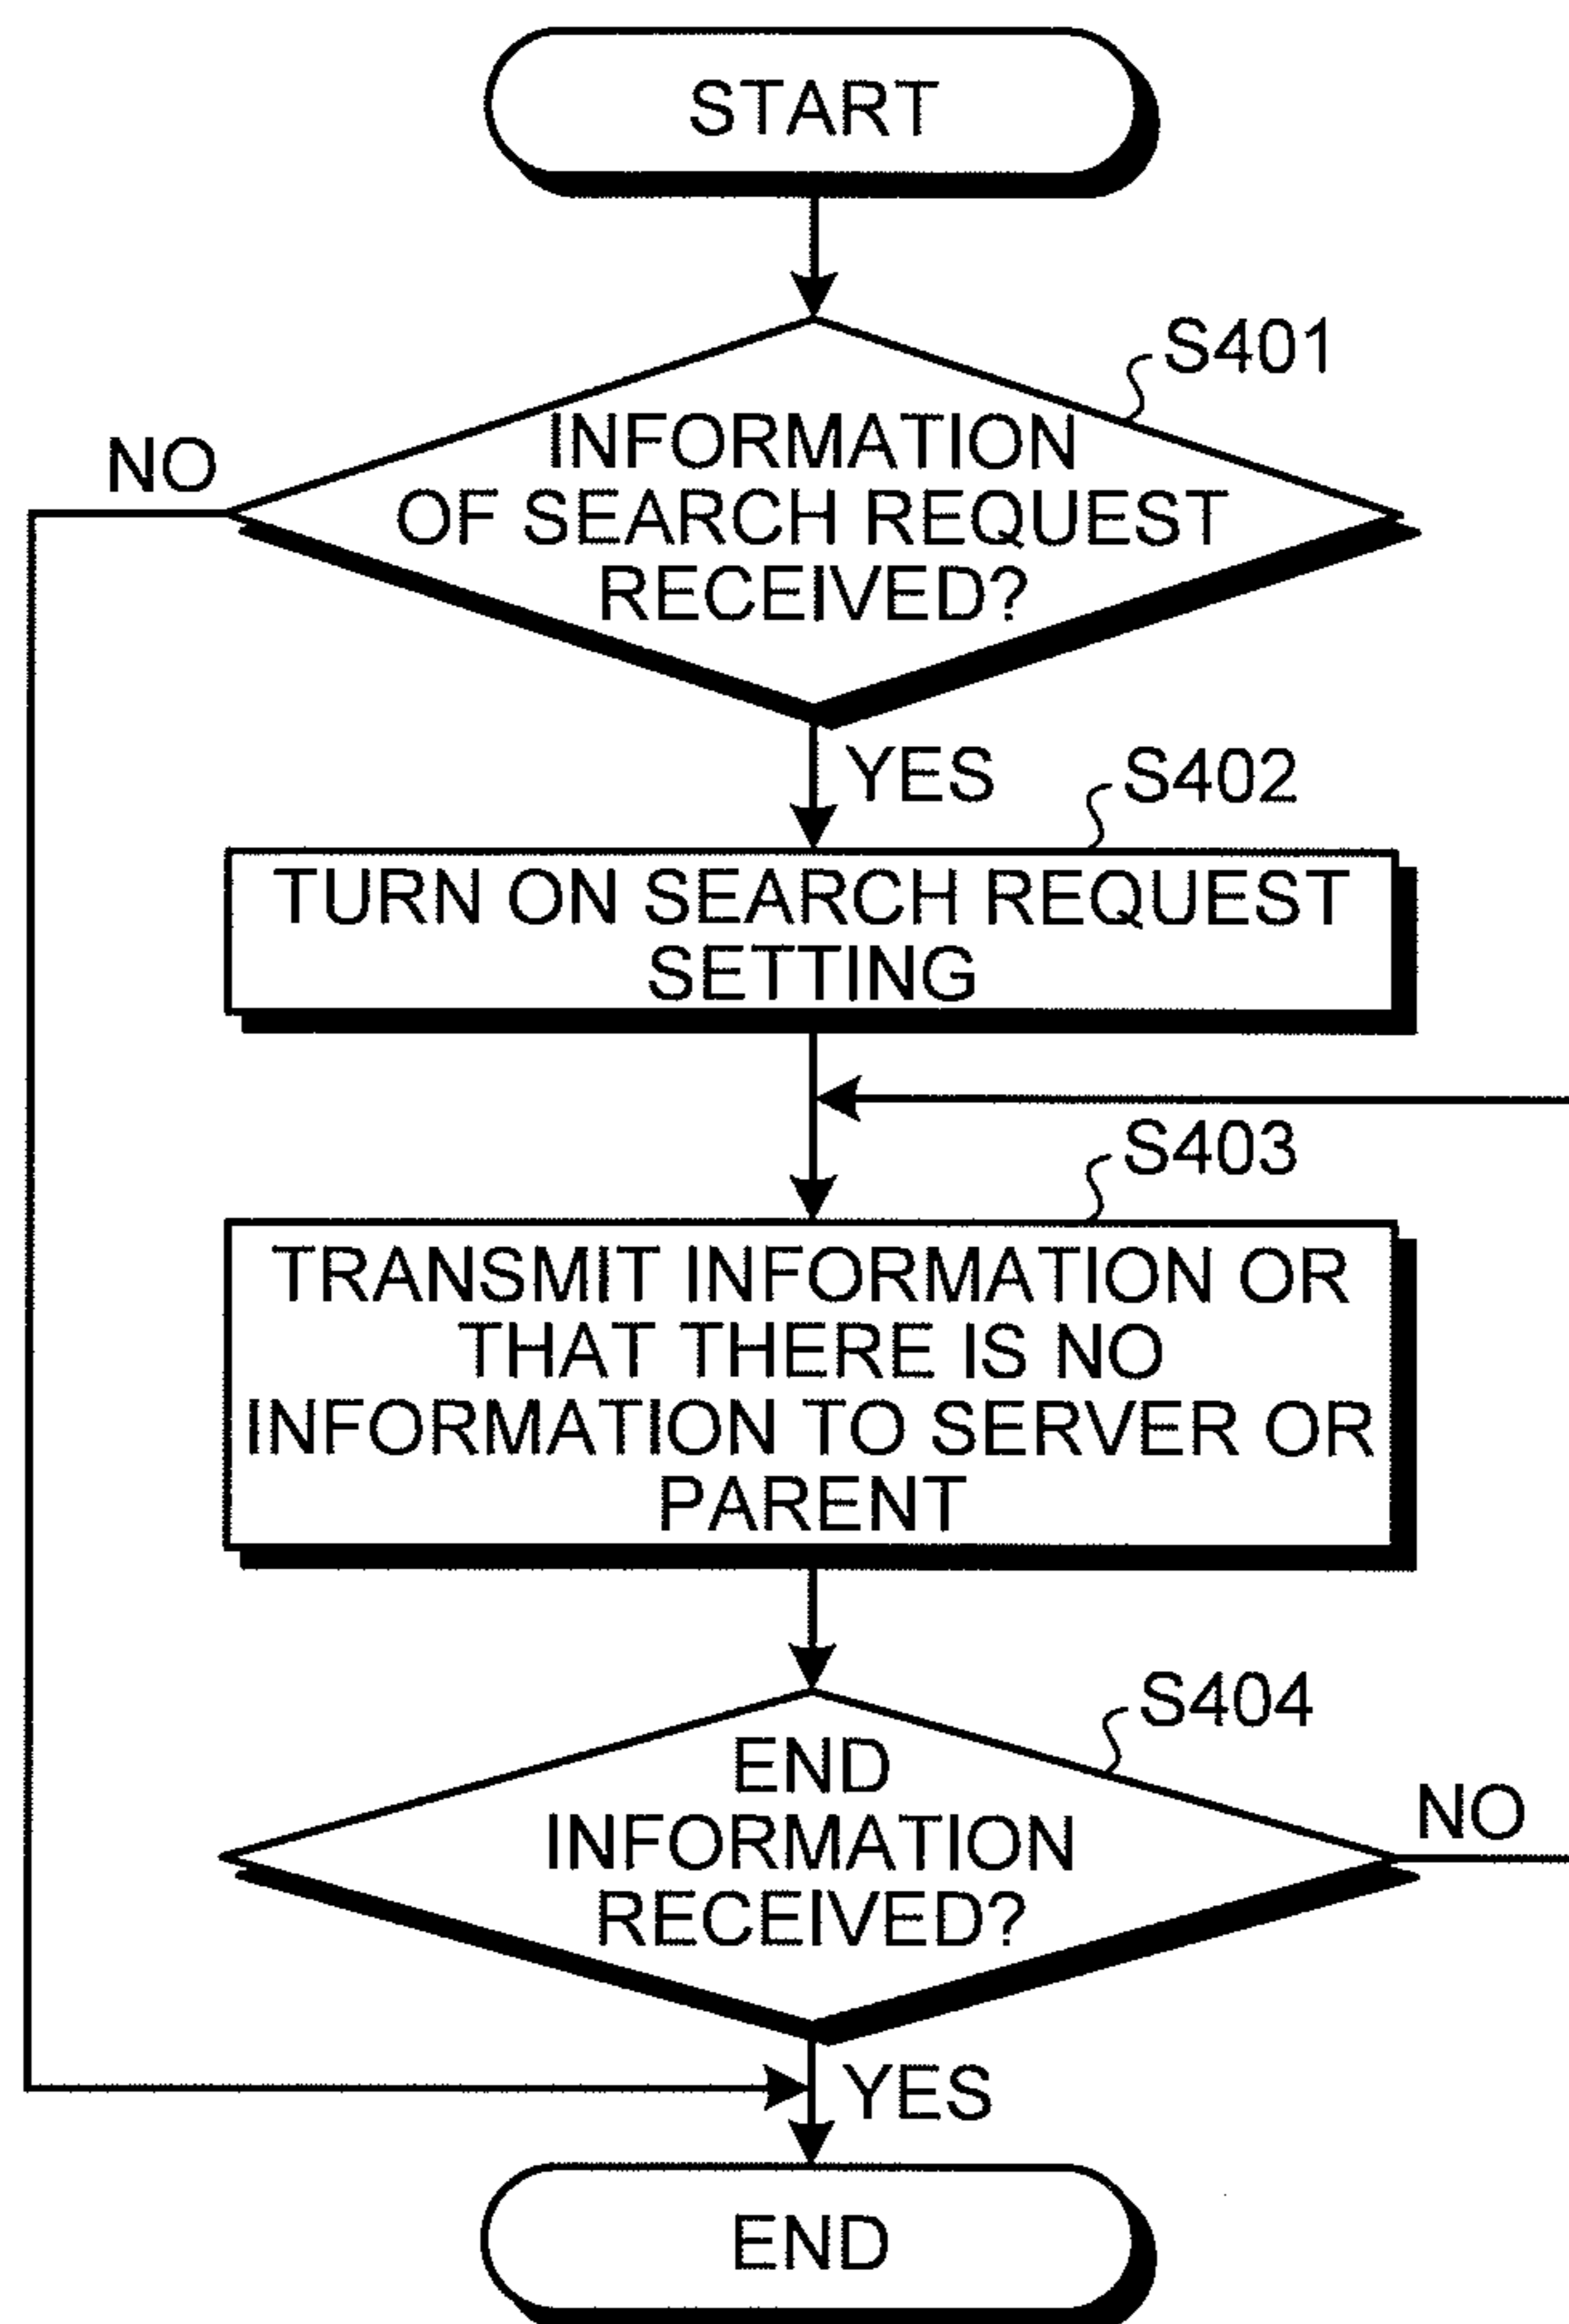 START
S401
NO
INFORMATION
OF SEARCH REQUEST
RECEIVED?
YES
S402
TURN ON SEARCH REQUEST
SETTING
S403
TRANSMIT INFORMATION OR
THAT THERE IS NO
INFORMATION TO SERVER OR
PARENT
S404
END
INFORMATION
RECEIVED?
NO
YES
END